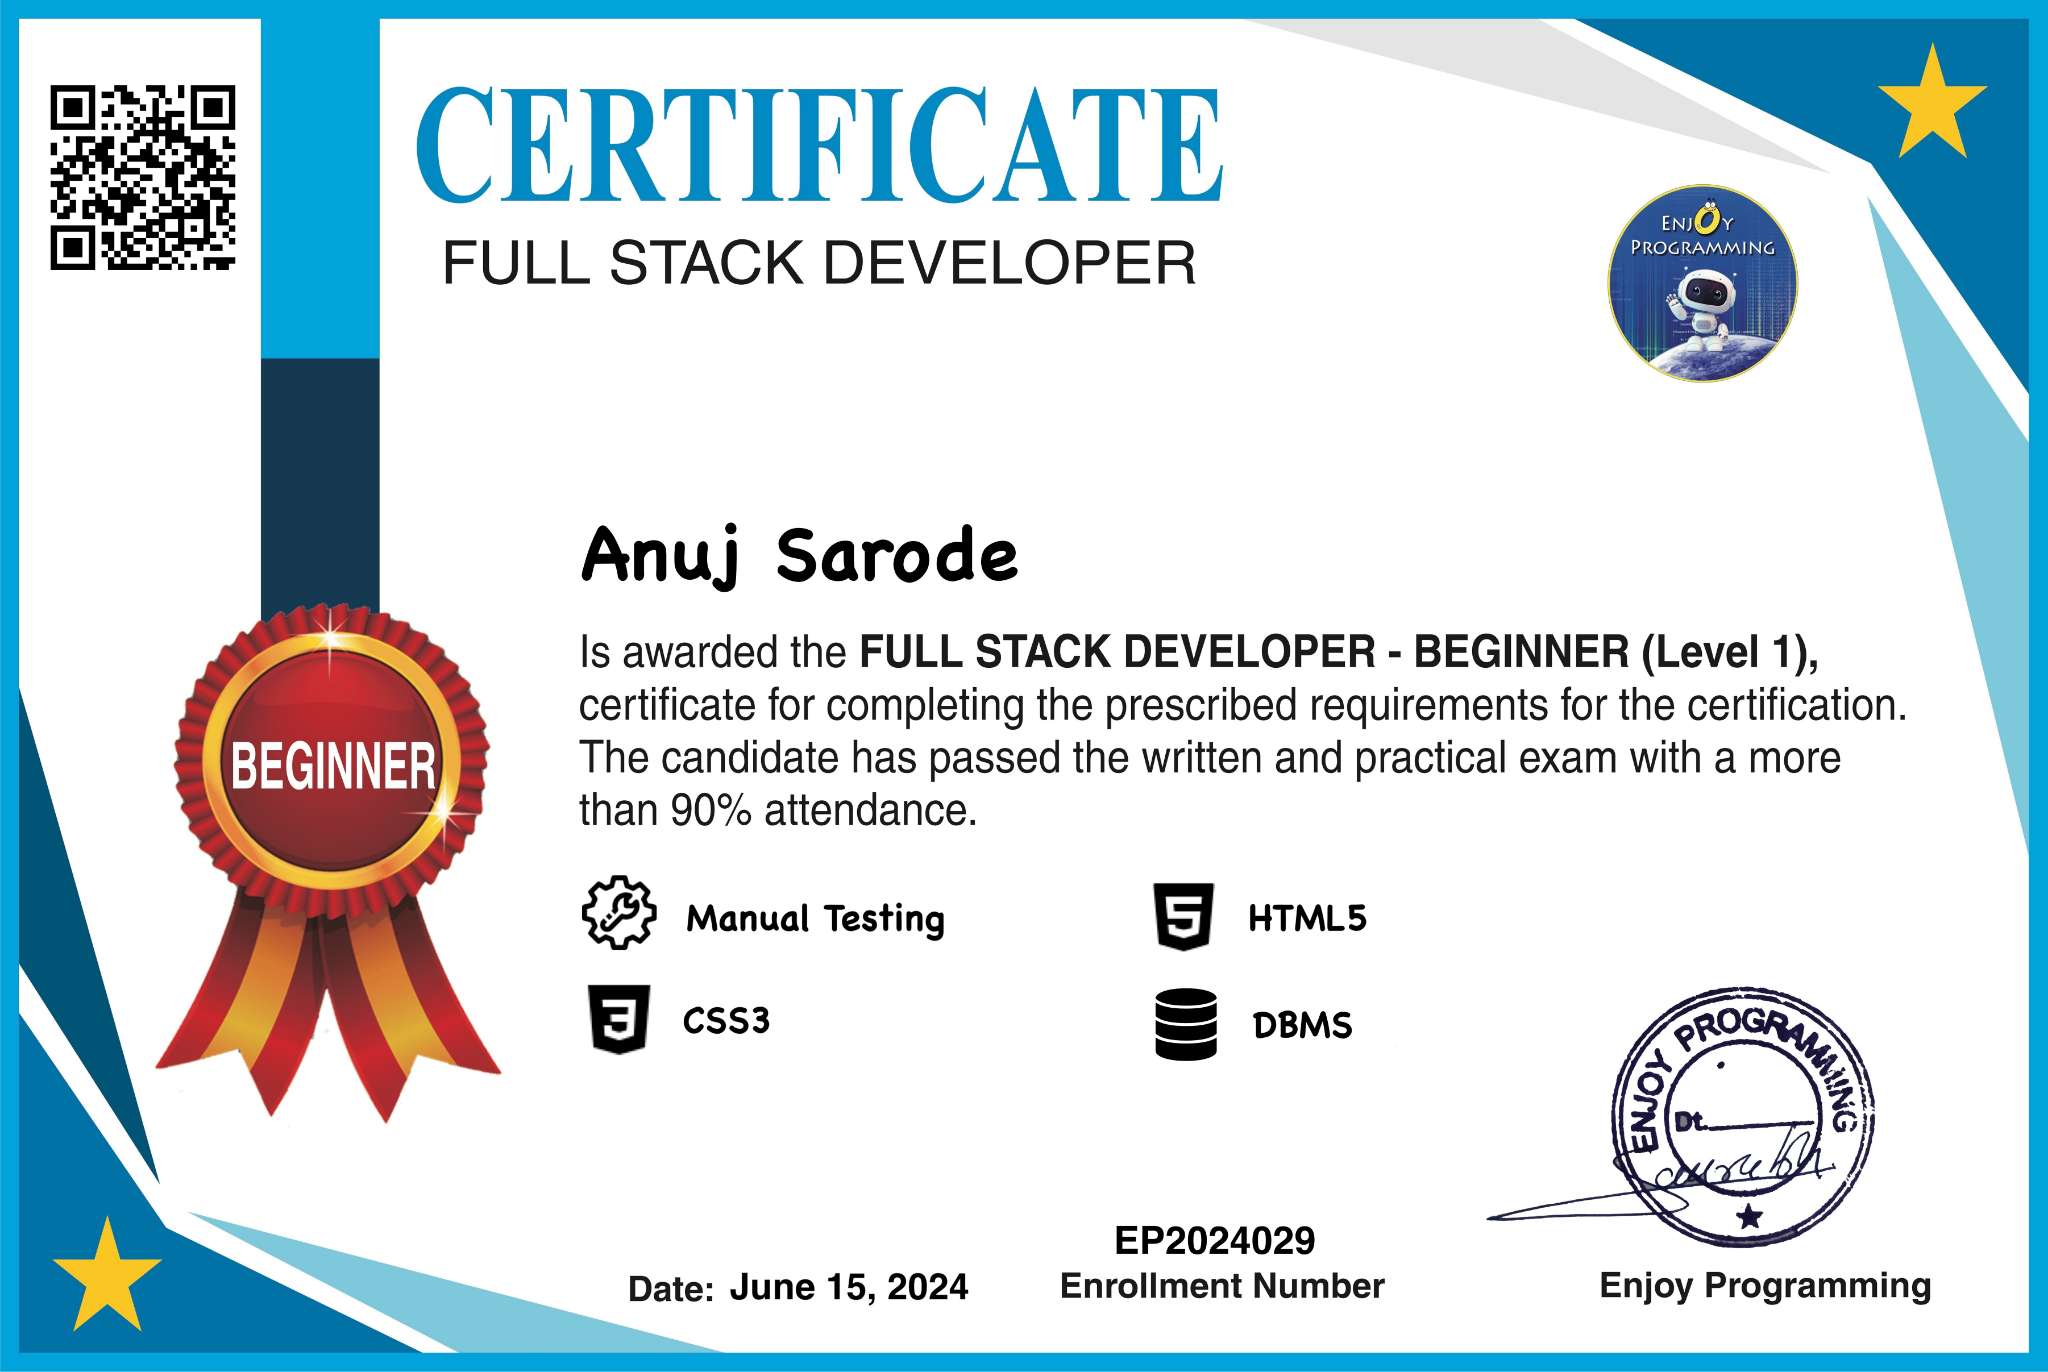 CERTIFICATE
FULL STACK DEVELOPER
ENJOY
PROGRAMMING
Anuj Sarode
Is awarded the FULL STACK DEVELOPER - BEGINNER (Level 1),
certificate for completing the prescribed requirements for the certification.
The candidate has passed the written and practical exam with a more
than 90% attendance.
BEGINNER
Manual Testing
HTML5
CSS3
DBMS
ENJOY PROGRAMMING
Dt.
EP2024029
Date: June 15, 2024
Enrollment Number
Enjoy Programming